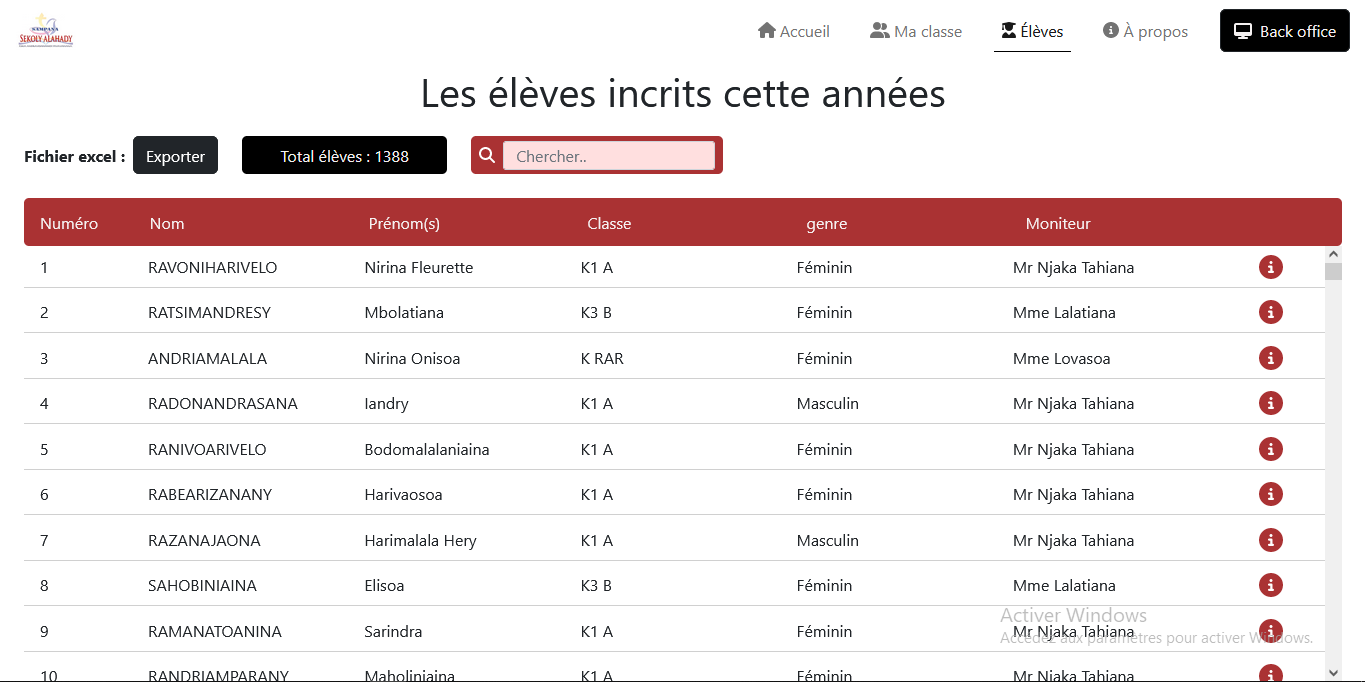 SAMPANA
SEKOLY ALAHADY
Accueil Ma classe Élèves À propos Back office
Les élèves incrits cette années
Fichier excel : Exporter Total élèves : 1388 Chercher..
Numéro Nom Prénom(s) Classe genre Moniteur
1 RAVONIHARIVELO Nirina Fleurette K1 A Féminin Mr Njaka Tahiana
2 RATSIMANDRESY Mbolatiana K3 B Féminin Mme Lalatiana
3 ANDRIAMALALA Nirina Onisoa K RAR Féminin Mme Lovasoa
4 RADONANDRASANA Iandry K1 A Masculin Mr Njaka Tahiana
5 RANIVOARIVELO Bodomalalaniaina K1 A Féminin Mr Njaka Tahiana
6 RABEARIZANANY Harivaosoa K1 A Féminin Mr Njaka Tahiana
7 RAZANAJAONA Harimalala Hery K1 A Masculin Mr Njaka Tahiana
8 SAHOBINIAINA Elisoa K3 B Féminin Mme Lalatiana
Activer Windows
9 RAMANATOANINA Sarindra K1 A Féminin Mr Njaka Tahiana
Accédez aux paramètres pour activer Windows.
10 RANDRIAMPARANY Maholiniaina K1 A Féminin Mr Njaka Tahiana